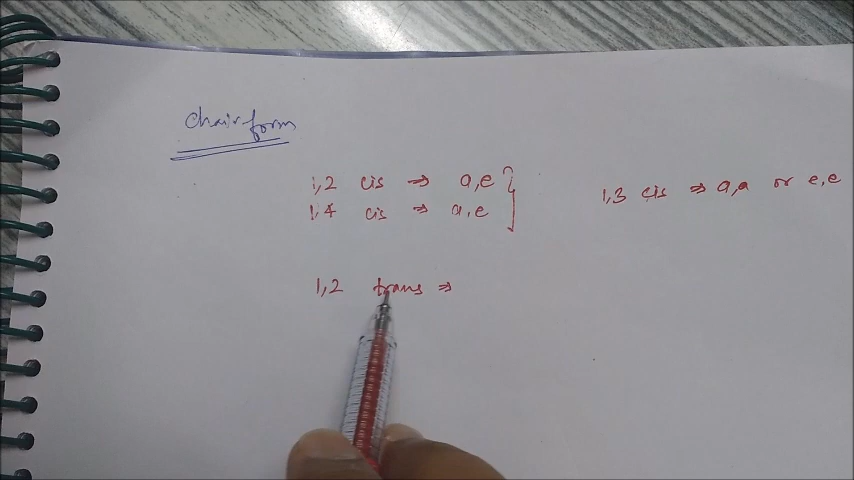 chair form
1,2 cis ⇒ a,e
1,4 cis ⇒ a,e
1,3 cis ⇒ a,a or e,e
1,2 trans ⇒